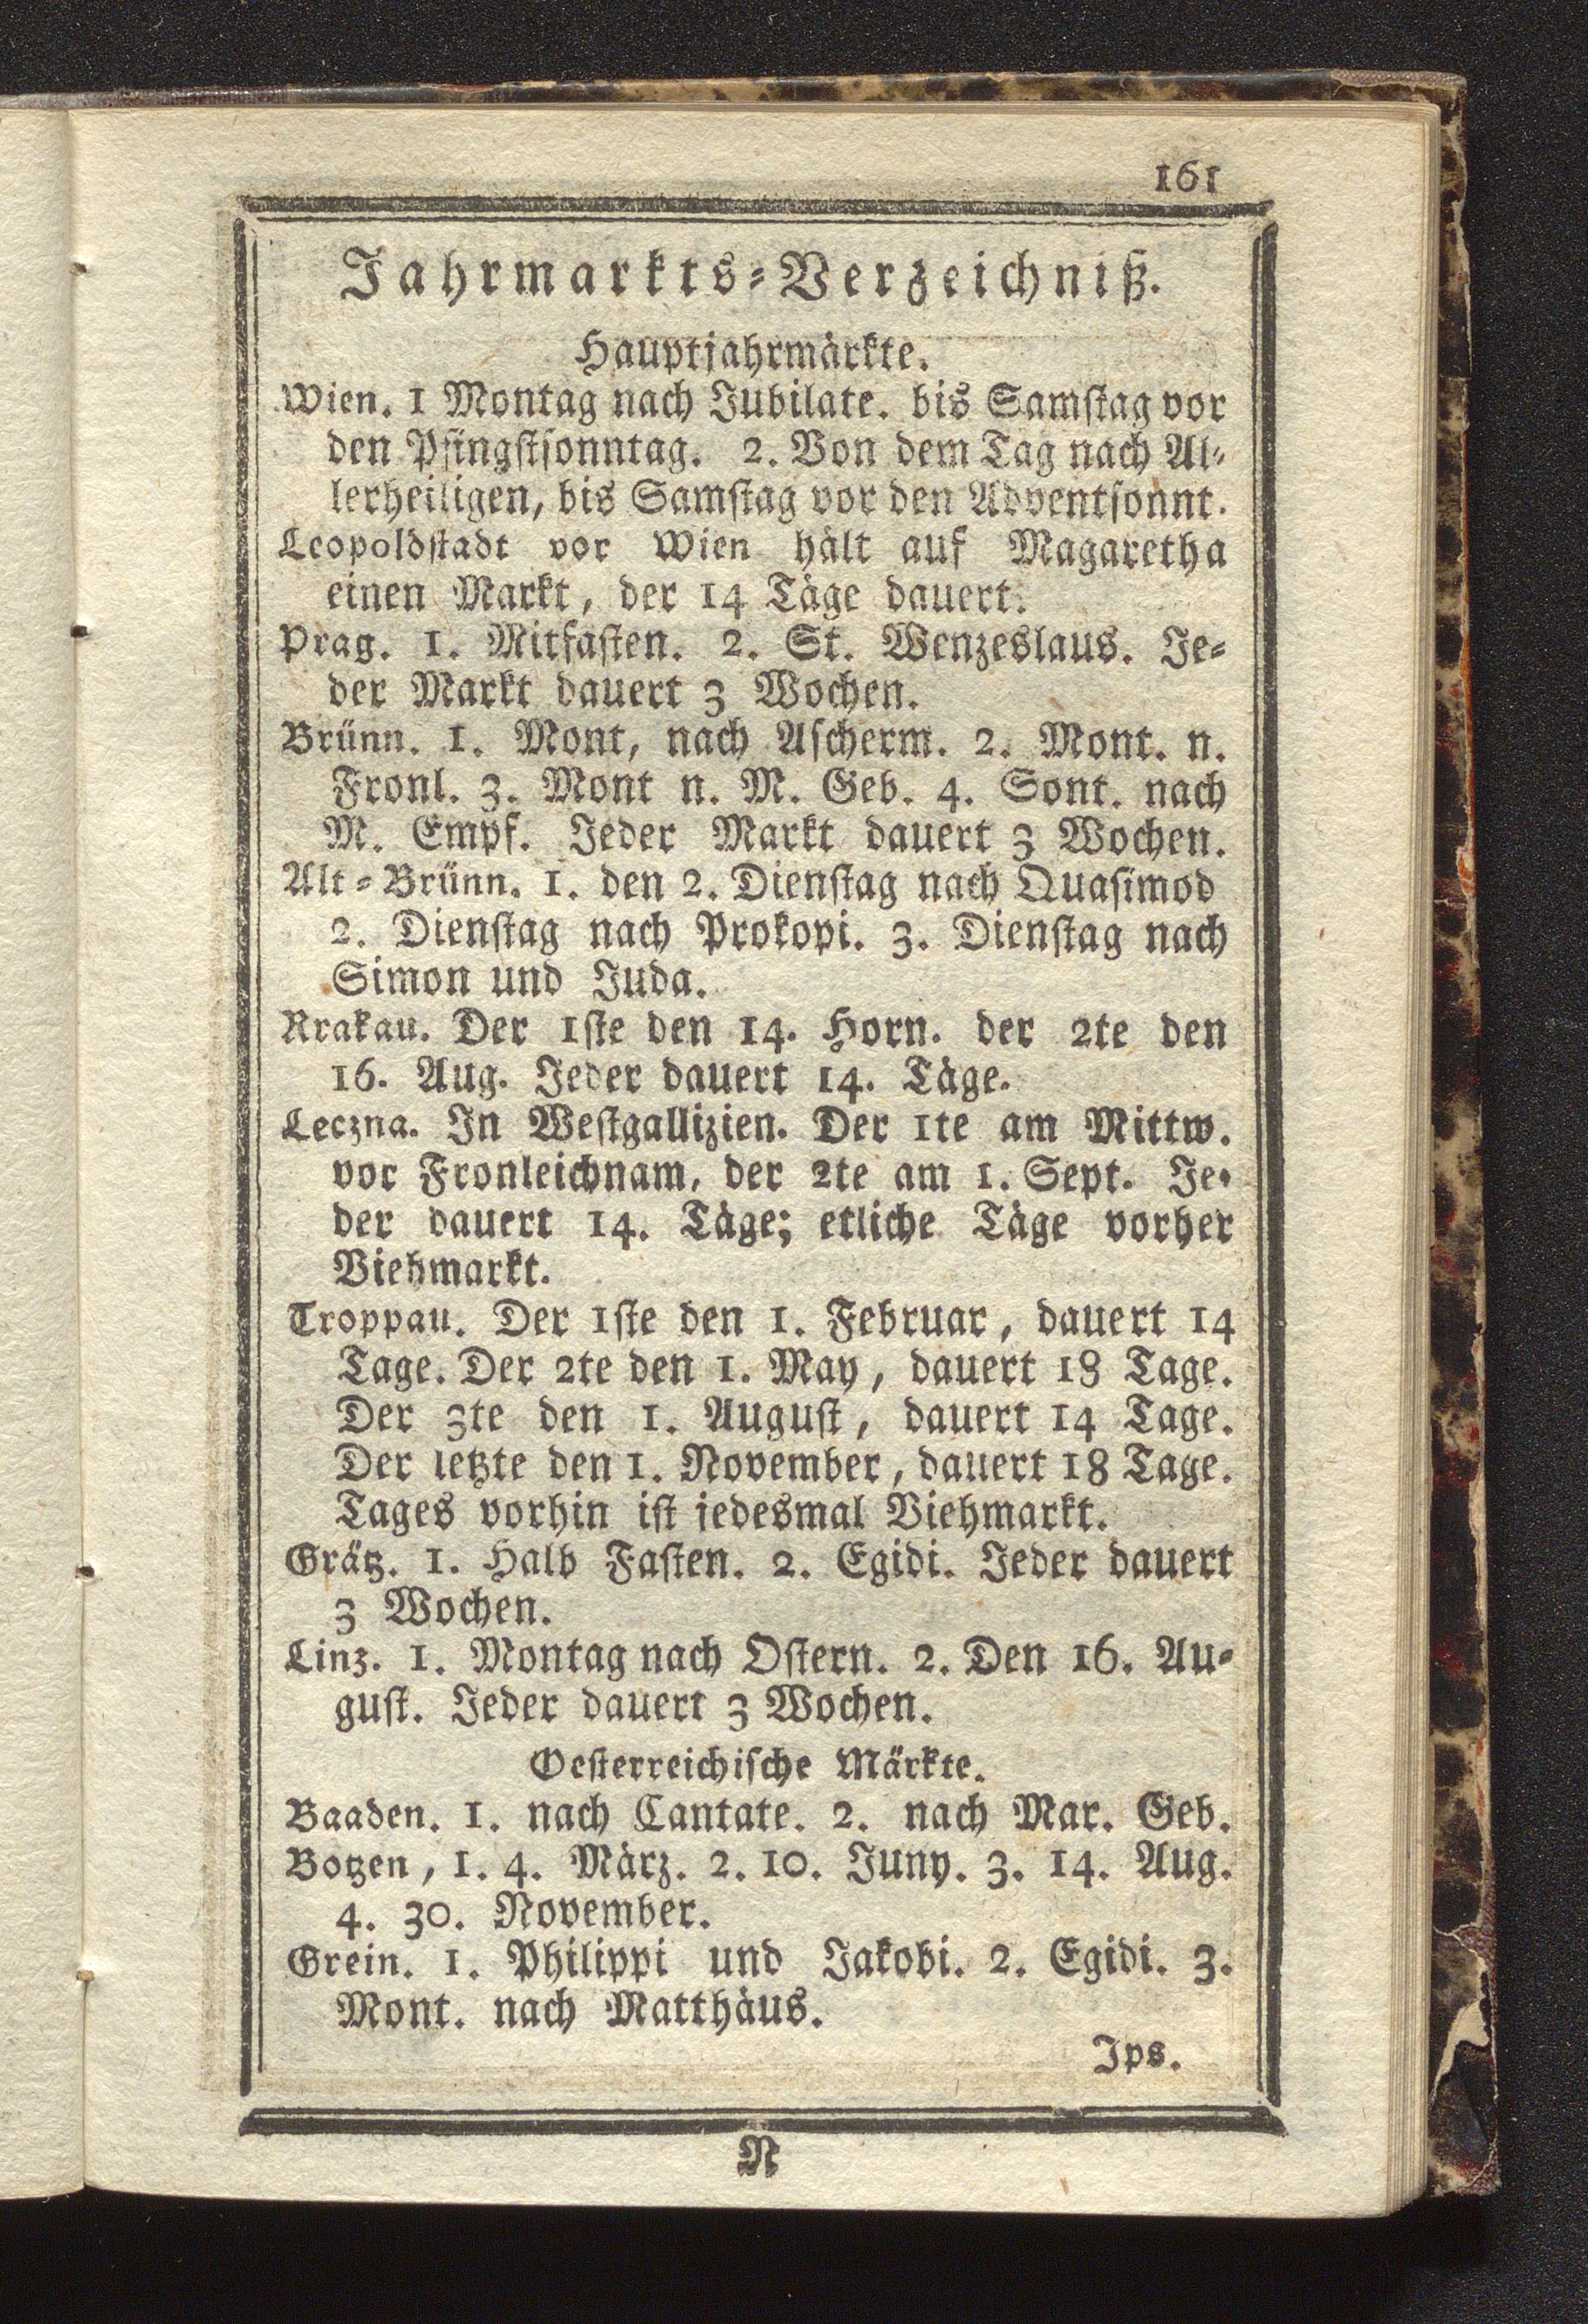 161
Jahrmarkts-Verzeichniß.
Hauptjahrmärkte.
Wien. 1 Montag nach Jubilate. bis Samstag vor
den Pfingstsonntag. 2. Von dem Tag nach Al-
lerheiligen, bis Samstag vor den Adventsonnt.
Leopoldstadt vor Wien hält auf Magaretha
einen Markt, der 14 Täge dauert.
Prag. 1. Mitfasten. 2. St. Wenzeslaus. Je-
der Markt dauert 3 Wochen.
Brünn. 1. Mont, nach Ascherm. 2. Mont. n.
Fronl. 3. Mont n. M. Geb. 4. Sont. nach
M. Empf. Jeder Markt dauert 3 Wochen.
Alt-Brünn. 1. den 2. Dienstag nach Quasimod
2. Dienstag nach Prokopi. 3. Dienstag nach
Simon und Juda.
Krakau. Der 1ste den 14. Horn. der 2te den
16. Aug. Jeder dauert 14. Täge.
Leczna. In Westgallizien. Der 1te am Mittw.
vor Fronleichnam, der 2te am 1. Sept. Je-
der dauert 14. Täge; etliche Täge vorher
Viehmarkt.
Troppau. Der 1ste den 1. Februar, dauert 14
Tage. Der 2te den 1. May, dauert 18 Tage.
Der 3te den 1. August, dauert 14 Tage.
Der letzte den 1. November, dauert 18 Tage.
Tages vorhin ist jedesmal Viehmarkt.
Grätz. 1. Halb Fasten. 2. Egidi. Jeder dauert
3 Wochen.
Linz. 1. Montag nach Ostern. 2. Den 16. Au-
gust. Jeder dauert 3 Wochen.
Oesterreichische Märkte.
Baaden. 1. nach Cantate. 2. nach Mar. Geb.
Botzen, 1. 4. März. 2. 10. Juny. 3. 14. Aug.
4. 30. November.
Grein. 1. Philippi und Jakobi. 2. Egidi. 3.
Mont. nach Matthäus.
Ips.
N